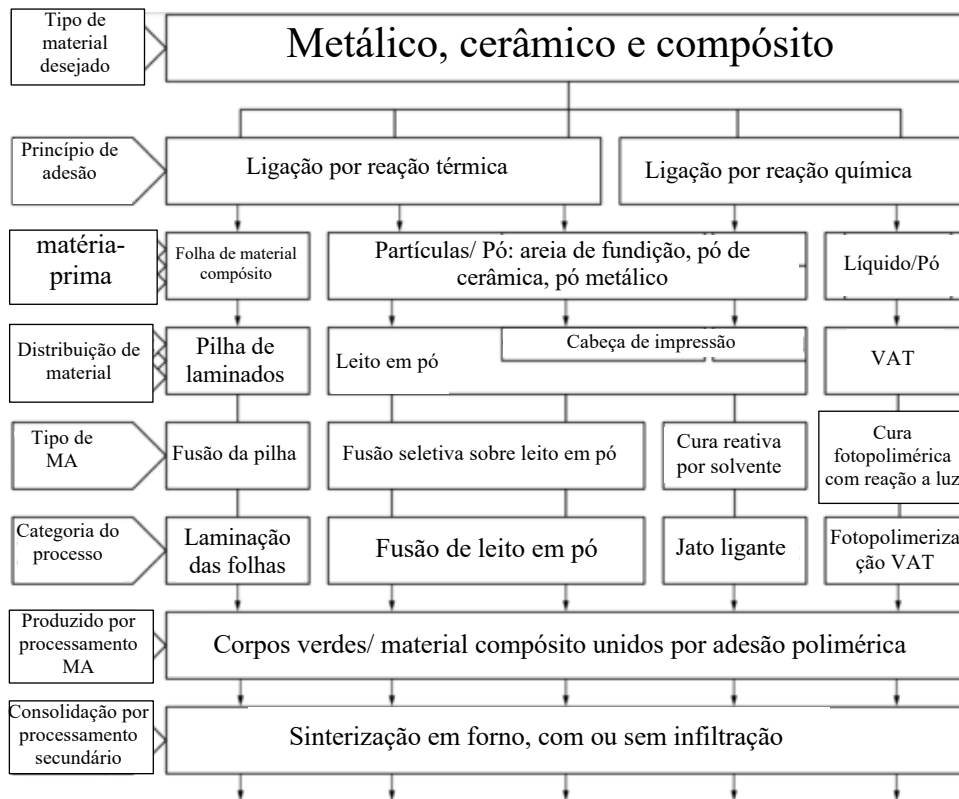 Tipo de
material
desejado
Metálico, cerâmico e compósito
Princípio de
adesão
Ligação por reação térmica
Ligação por reação química
matéria-
prima
Folha de material
compósito
Partículas/ Pó: areia de fundição, pó de
cerâmica, pó metálico
Líquido/Pó
Distribuição de
material
Pilha de
laminados
Leito em pó
Cabeça de impressão
VAT
Tipo de
MA
Fusão da pilha
Fusão seletiva sobre leito em pó
Cura reativa
por solvente
Cura
fotopolimérica
com reação a luz
Categoria do
processo
Laminação
das folhas
Fusão de leito em pó
Jato ligante
Fotopolimeriza
ção VAT
Produzido por
processamento
MA
Corpos verdes/ material compósito unidos por adesão polimérica
Consolidação por
processamento
secundário
Sinterização em forno, com ou sem infiltração